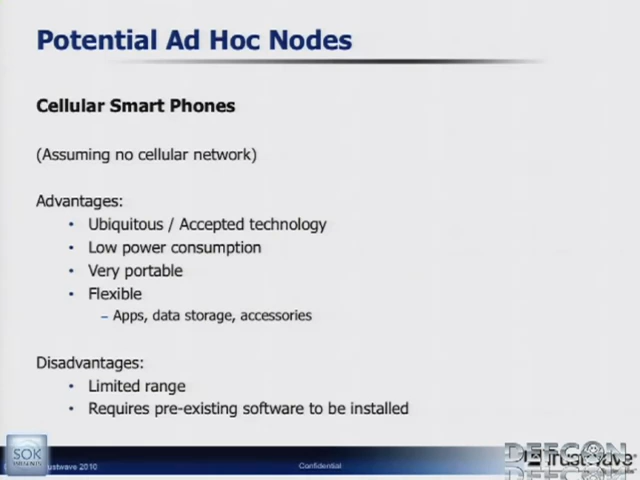 Potential Ad Hoc Nodes
Cellular Smart Phones
(Assuming no cellular network)
Advantages:
• Ubiquitous / Accepted technology
• Low power consumption
• Very portable
• Flexible
– Apps, data storage, accessories
Disadvantages:
• Limited range
• Requires pre-existing software to be installed
SOK
Trustwave 2010
Confidential
DEFCON
Trustwave